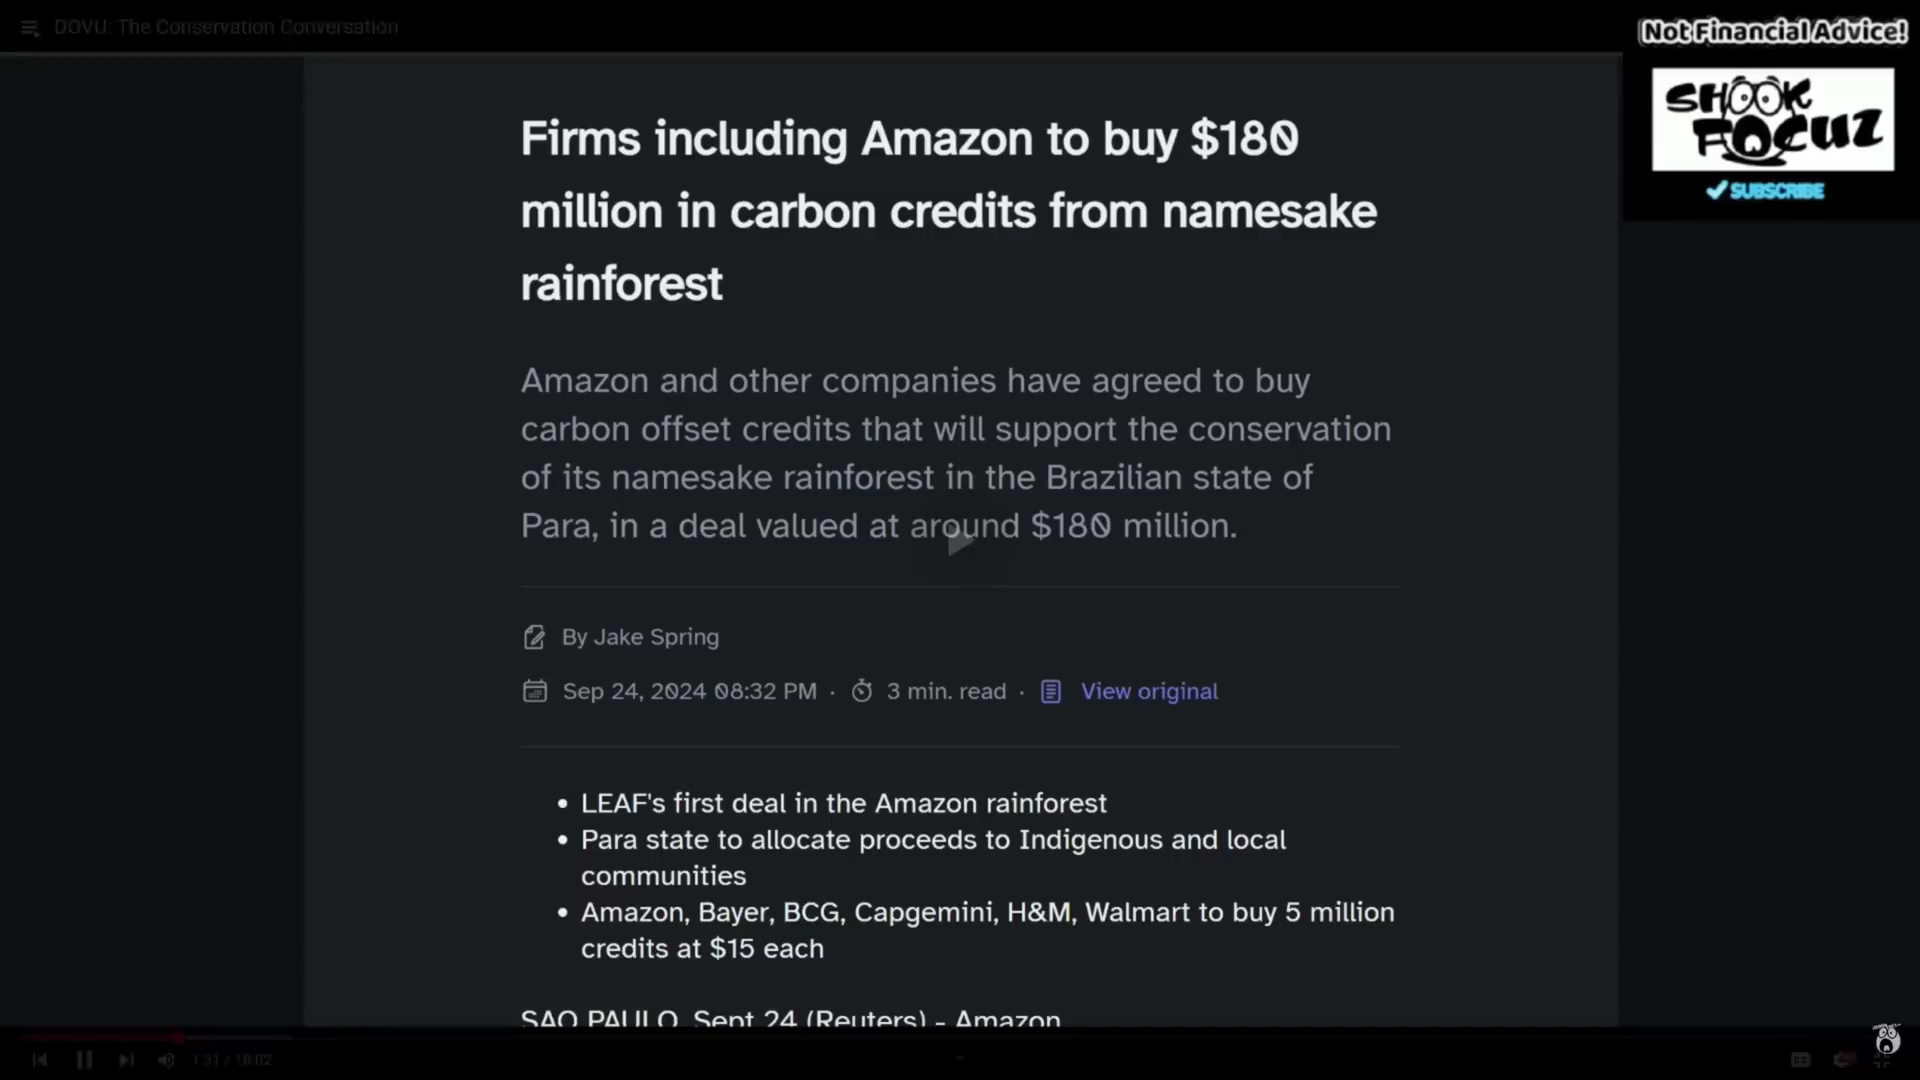 DOVU: The Conservation Conversation
Not Financial Advice!
SHOOK
FOCUZ
SUBSCRIBE
Firms including Amazon to buy $180
million in carbon credits from namesake
rainforest
Amazon and other companies have agreed to buy
carbon offset credits that will support the conservation
of its namesake rainforest in the Brazilian state of
Para, in a deal valued at around $180 million.
By Jake Spring
Sep 24, 2024 08:32 PM · 3 min. read · View original
• LEAF's first deal in the Amazon rainforest
• Para state to allocate proceeds to Indigenous and local
communities
• Amazon, Bayer, BCG, Capgemini, H&M, Walmart to buy 5 million
credits at $15 each
SAO PAULO, Sept 24 (Reuters) - Amazon
1:31 / 18:02